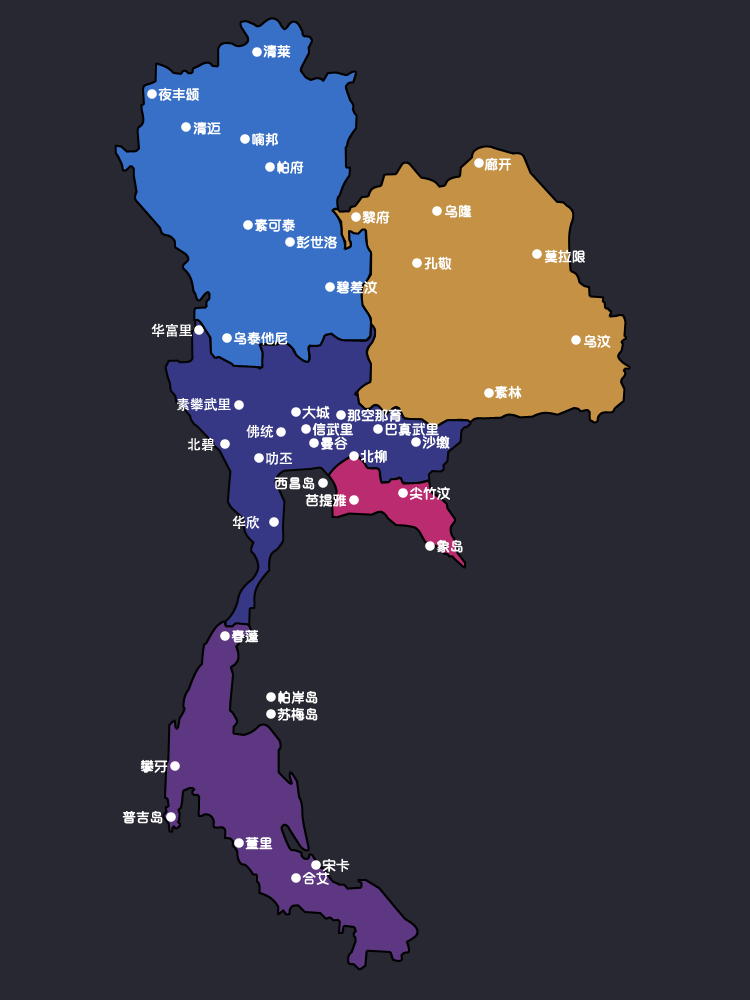 清莱
夜丰颂
清迈
喃邦
帕府
廊开
乌隆
黎府
素可泰
彭世洛
莫拉限
孔敬
碧差汶
华富里
乌泰他尼
乌汶
素林
素攀武里
大城
那空那育
佛统
信武里
巴真武里
北碧
曼谷
沙缴
叻丕
北柳
西昌岛
尖竹汶
芭提雅
华欣
象岛
春蓬
帕岸岛
苏梅岛
攀牙
普吉岛
董里
宋卡
合艾